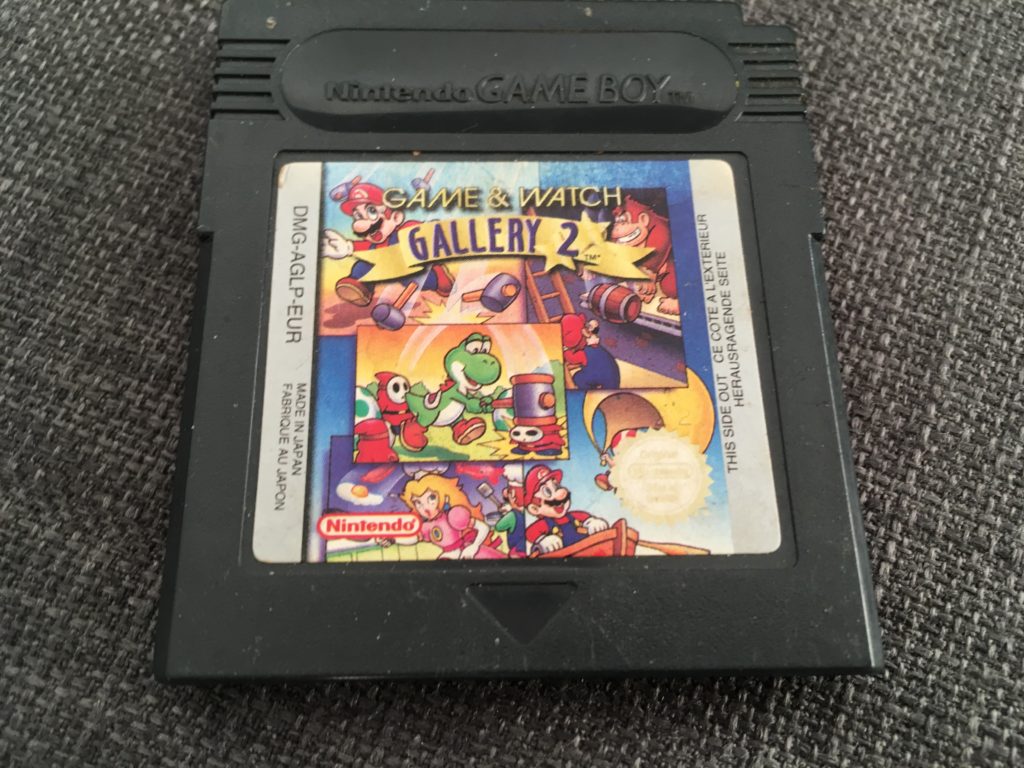 Nintendo GAME BOY TM
GAME & WATCH
GALLERY 2
TM
DMG-AGLP-EUR
MADE IN JAPAN
FABRIQUE AU JAPON
THIS SIDE OUT CE COTE A L'EXTERIEUR
HERAUSRAGENDE SEITE
Nintendo